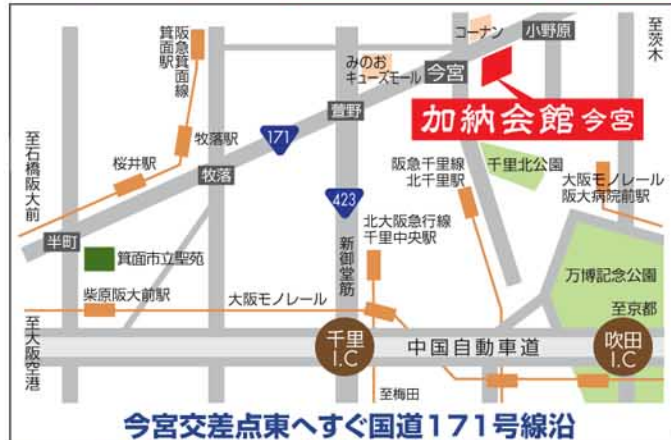 コーナン
小野原
至茨木
阪急箕面線
箕面駅
みのお
キューズモール
今宮
加納会館 今宮
萱野
171
牧落駅
桜井駅
牧落
至石橋阪大前
阪急千里線
北千里駅
千里北公園
大阪モノレール
阪大病院前駅
423
半町
箕面市立聖苑
新御堂筋
北大阪急行線
千里中央駅
万博記念公園
柴原阪大前駅
大阪モノレール
至京都
至大阪空港
千里
I.C
中国自動車道
吹田
I.C
至梅田
今宮交差点東へすぐ国道171号線沿